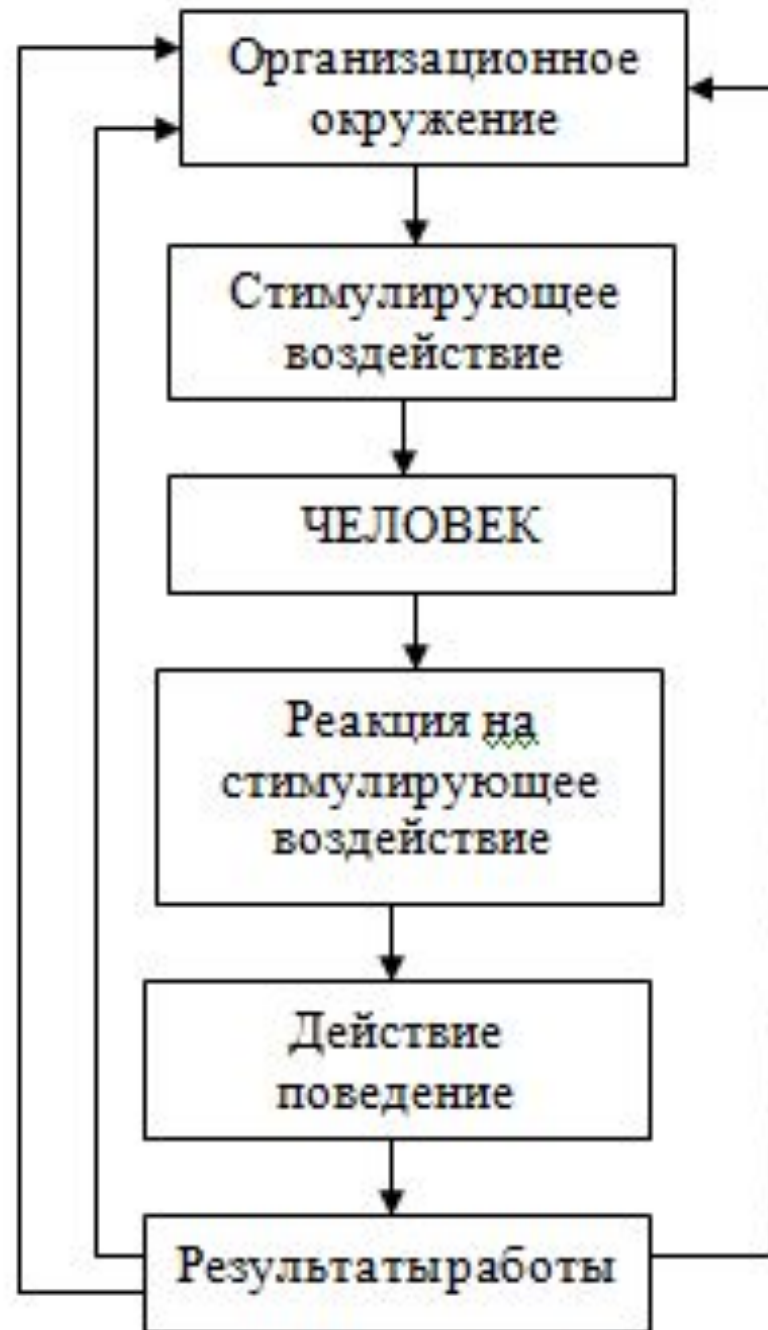 Организационное
окружение
Стимулирующее
воздействие
ЧЕЛОВЕК
Реакция на
стимулирующее
воздействие
Действие
поведение
Результатыработы